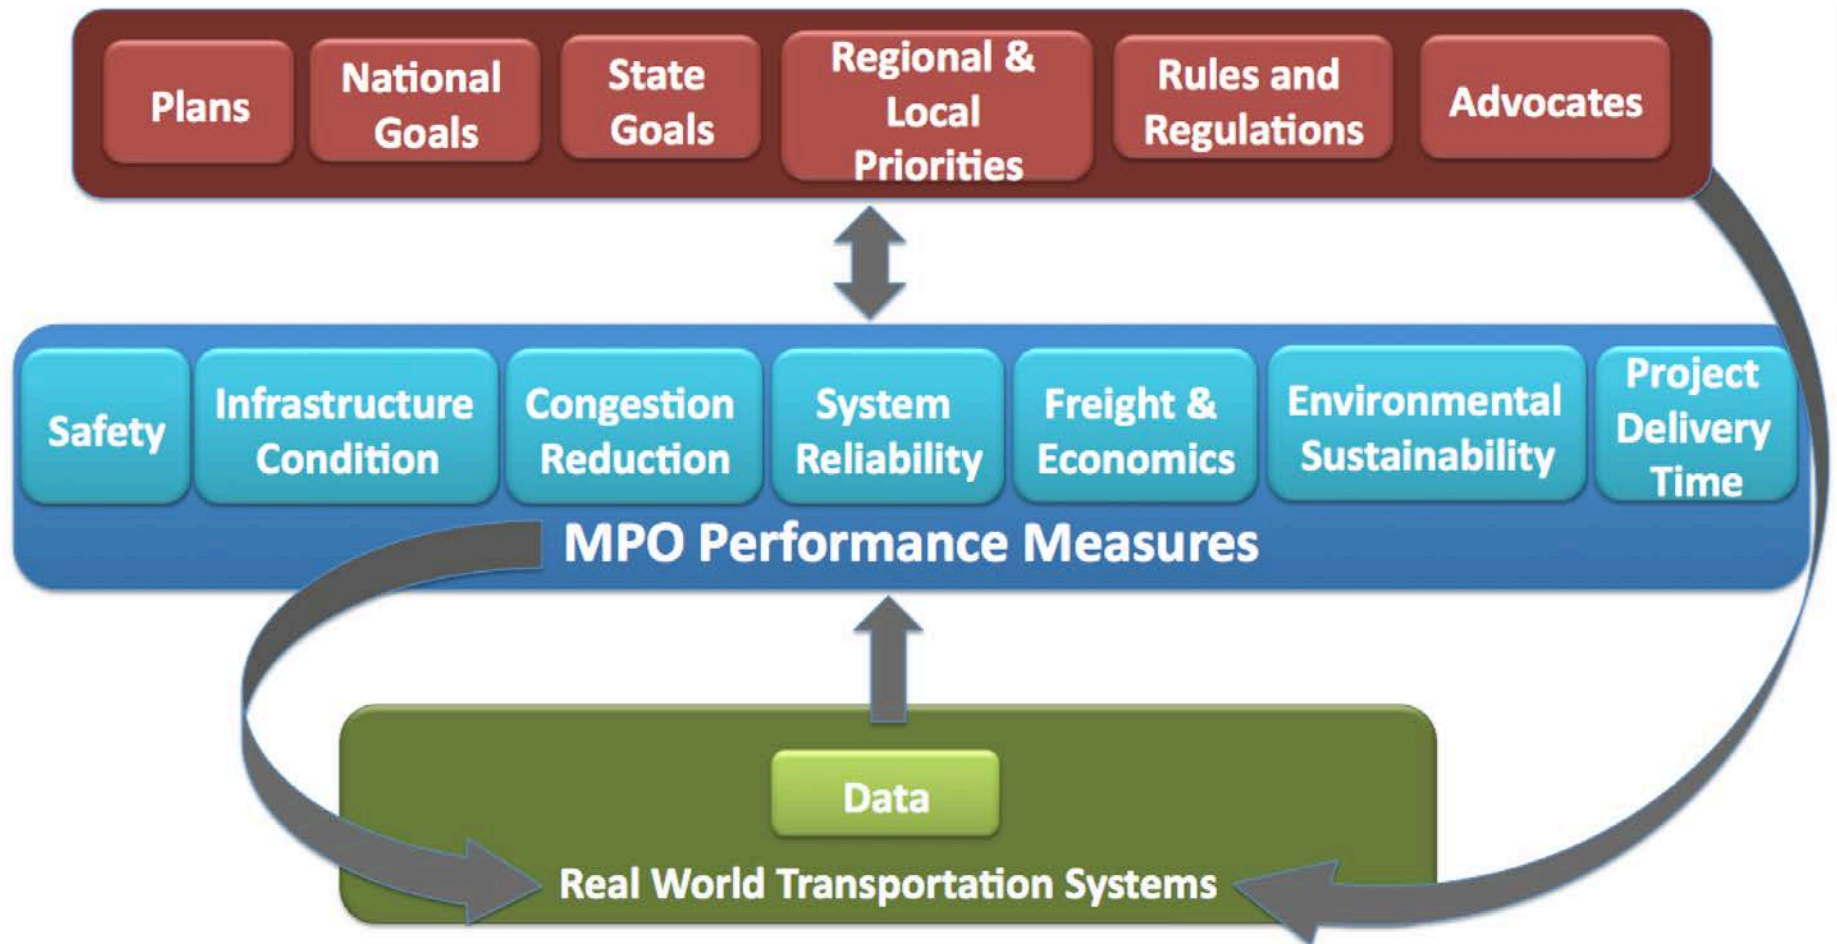 Plans
National
Goals
State
Goals
Regional &
Local
Priorities
Rules and
Regulations
Advocates
Safety
Infrastructure
Condition
Congestion
Reduction
System
Reliability
Freight &
Economics
Environmental
Sustainability
Project
Delivery
Time
MPO Performance Measures
Data
Real World Transportation Systems